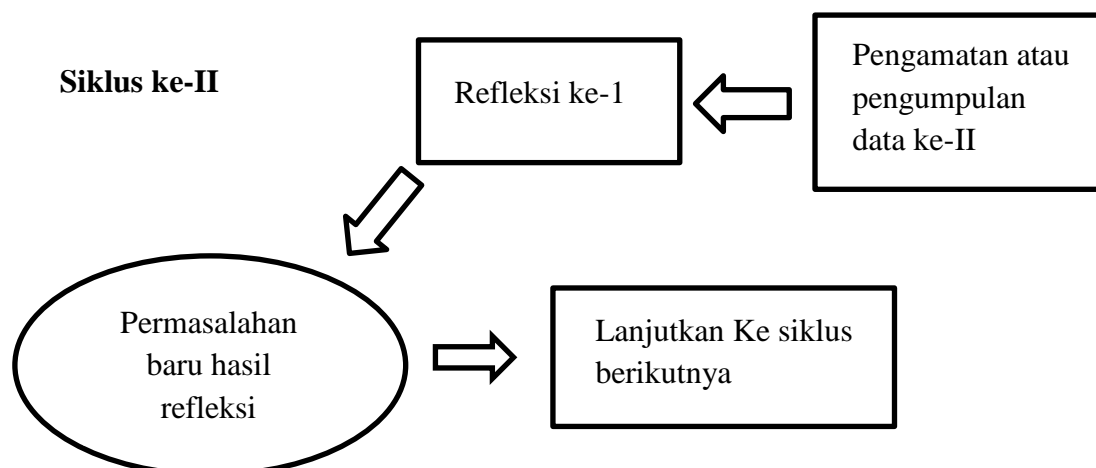 Siklus ke-II
Refleksi ke-1
Pengamatan atau
pengumpulan
data ke-II
Permasalahan
baru hasil
refleksi
Lanjutkan Ke siklus
berikutnya